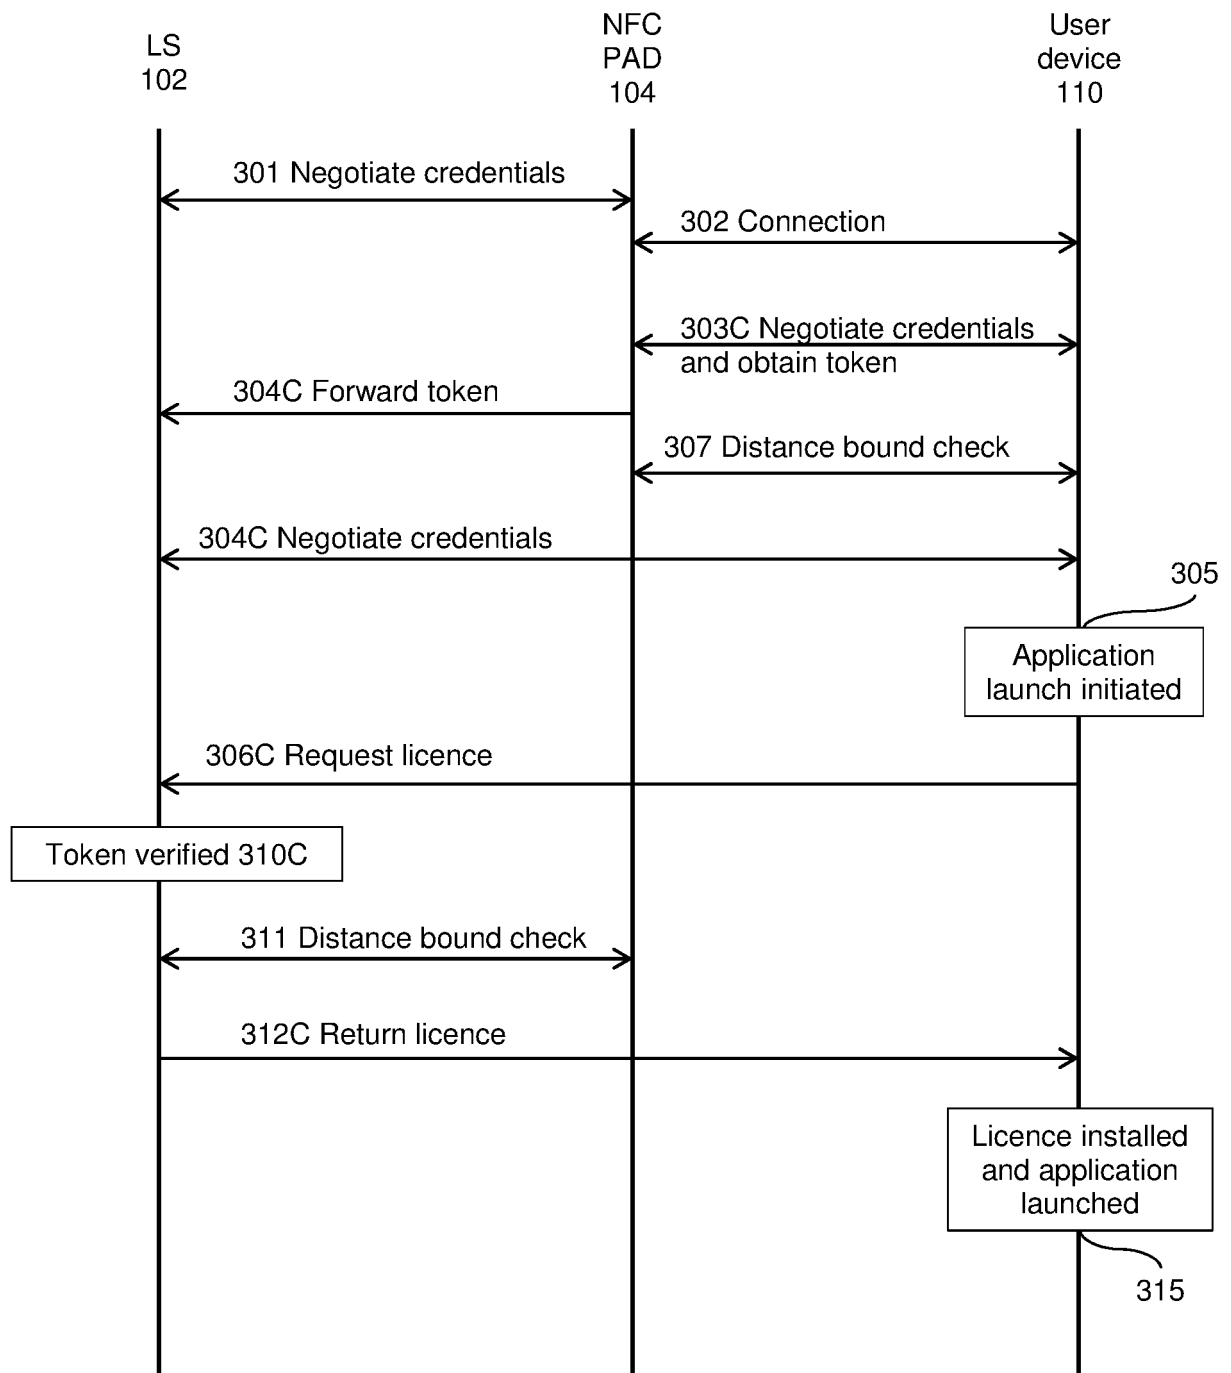 LS
102
NFC
PAD
104
User
device
110
301 Negotiate credentials
302 Connection
303C Negotiate credentials
and obtain token
304C Forward token
307 Distance bound check
304C Negotiate credentials
305
Application
launch initiated
306C Request licence
Token verified 310C
311 Distance bound check
312C Return licence
Licence installed
and application
launched
315